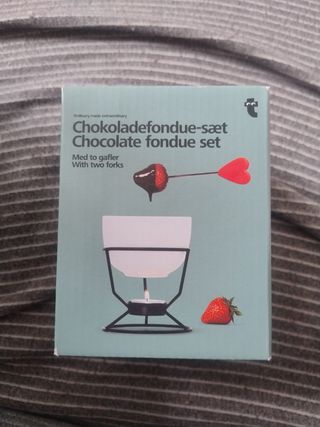 Ordinary made extraordinary
Chokoladefondue-sæt
Chocolate fondue set
Med to gafler
With two forks